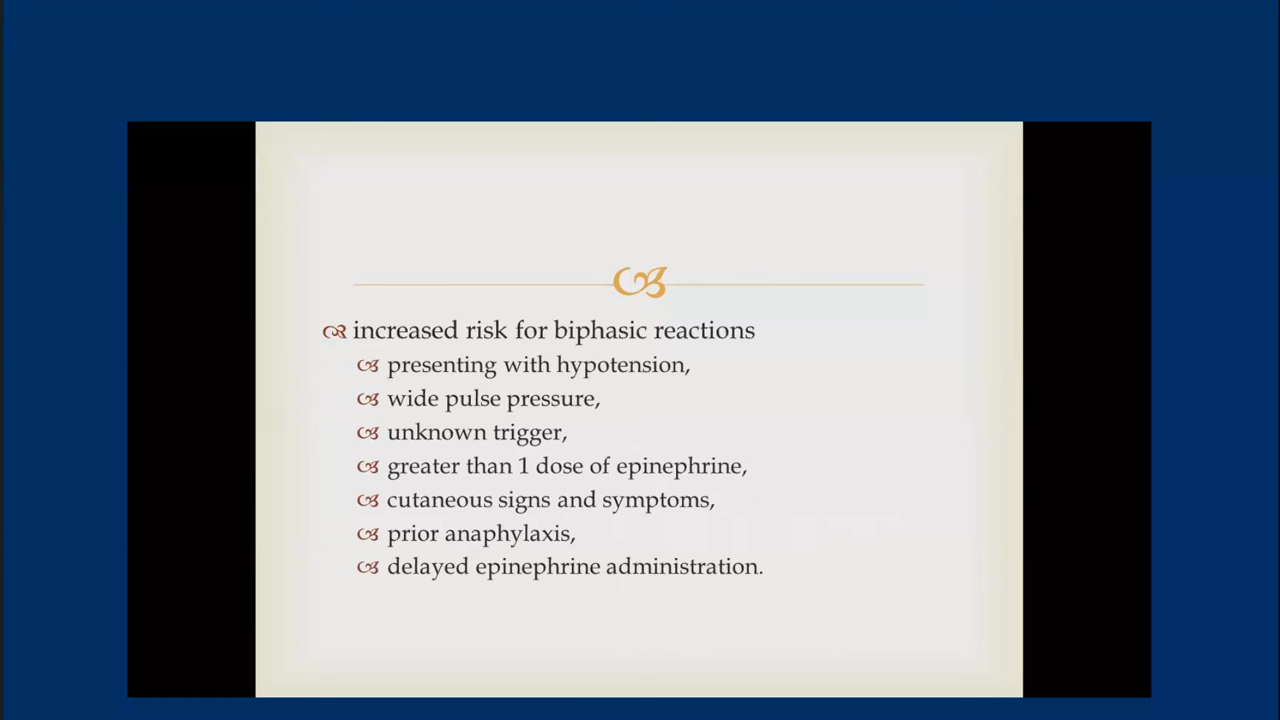 increased risk for biphasic reactions
presenting with hypotension,
wide pulse pressure,
unknown trigger,
greater than 1 dose of epinephrine,
cutaneous signs and symptoms,
prior anaphylaxis,
delayed epinephrine administration.